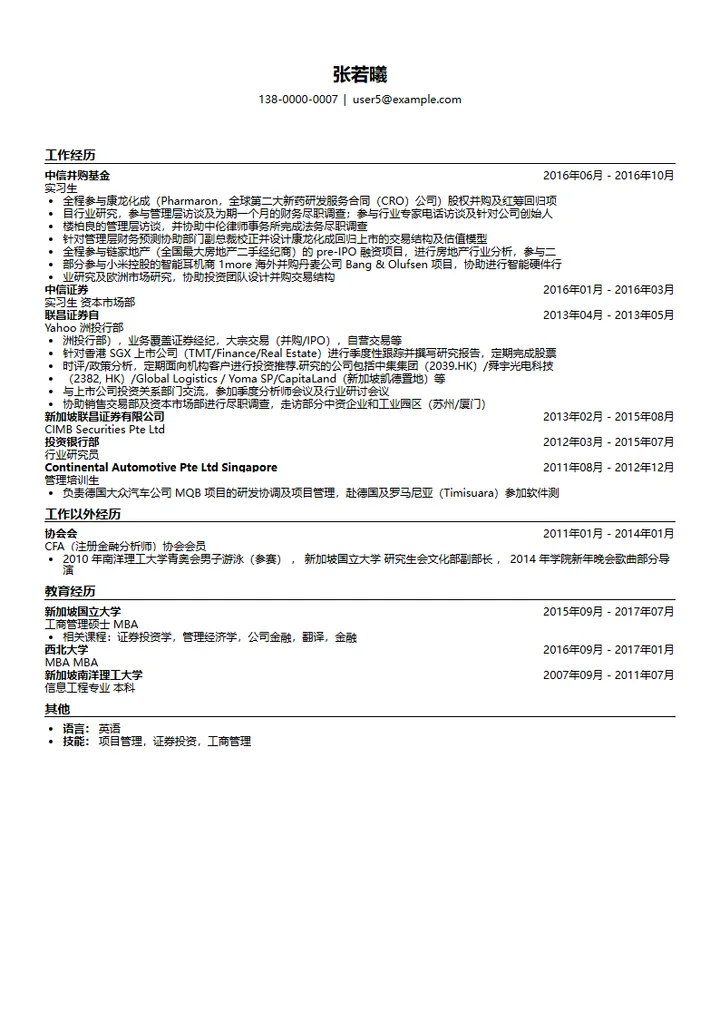 张若曦
138-0000-0007 | user5@example.com
工作经历
中信并购基金 2016年06月 - 2016年10月
实习生
• 全程参与康龙化成（Pharmaron，全球第二大新药研发服务合同（CRO）公司）股权并购及红筹回归项
• 目行业研究，参与管理层访谈及为期一个月的财务尽职调查；参与行业专家电话访谈及针对公司创始人
• 楼柏良的管理层访谈，并协助中伦律师事务所完成法务尽职调查
• 针对管理层财务预测协助部门副总裁校正并设计康龙化成回归上市的交易结构及估值模型
• 全程参与链家地产（全国最大房地产二手经纪商）的 pre-IPO 融资项目，进行房地产行业分析，参与二
• 部分参与小米控股的智能耳机商 1more 海外并购丹麦公司 Bang & Olufsen 项目，协助进行智能硬件行
• 业研究及欧洲市场研究，协助投资团队设计并购交易结构
中信证券 2016年01月 - 2016年03月
实习生 资本市场部
联昌证券自 2013年04月 - 2013年05月
Yahoo 洲投行部
• 洲投行部），业务覆盖证券经纪，大宗交易（并购/IPO），自营交易等
• 针对香港 SGX 上市公司（TMT/Finance/Real Estate）进行季度性跟踪并撰写研究报告，定期完成股票
• 时评/政策分析，定期面向机构客户进行投资推荐.研究的公司包括中集集团（2039.HK）/舜宇光电科技
• （2382, HK）/Global Logistics / Yoma SP/CapitaLand（新加坡凯德置地）等
• 与上市公司投资关系部门交流，参加季度分析师会议及行业研讨会议
• 协助销售交易部及资本市场部进行尽职调查，走访部分中资企业和工业园区（苏州/厦门）
新加坡联昌证券有限公司 2013年02月 - 2015年08月
CIMB Securities Pte Ltd
投资银行部 2012年03月 - 2015年07月
行业研究员
Continental Automotive Pte Ltd Singapore 2011年08月 - 2012年12月
管理培训生
• 负责德国大众汽车公司 MQB 项目的研发协调及项目管理，赴德国及罗马尼亚（Timisuara）参加软件测
工作以外经历
协会会 2011年01月 - 2014年01月
CFA（注册金融分析师）协会会员
• 2010 年南洋理工大学青奥会男子游泳（参赛） ， 新加坡国立大学 研究生会文化部副部长 ， 2014 年学院新年晚会歌曲部分导
演
教育经历
新加坡国立大学 2015年09月 - 2017年07月
工商管理硕士 MBA
• 相关课程：证券投资学，管理经济学，公司金融，翻译，金融
西北大学 2016年09月 - 2017年01月
MBA MBA
新加坡南洋理工大学 2007年09月 - 2011年07月
信息工程专业 本科
其他
• 语言： 英语
• 技能： 项目管理，证券投资，工商管理